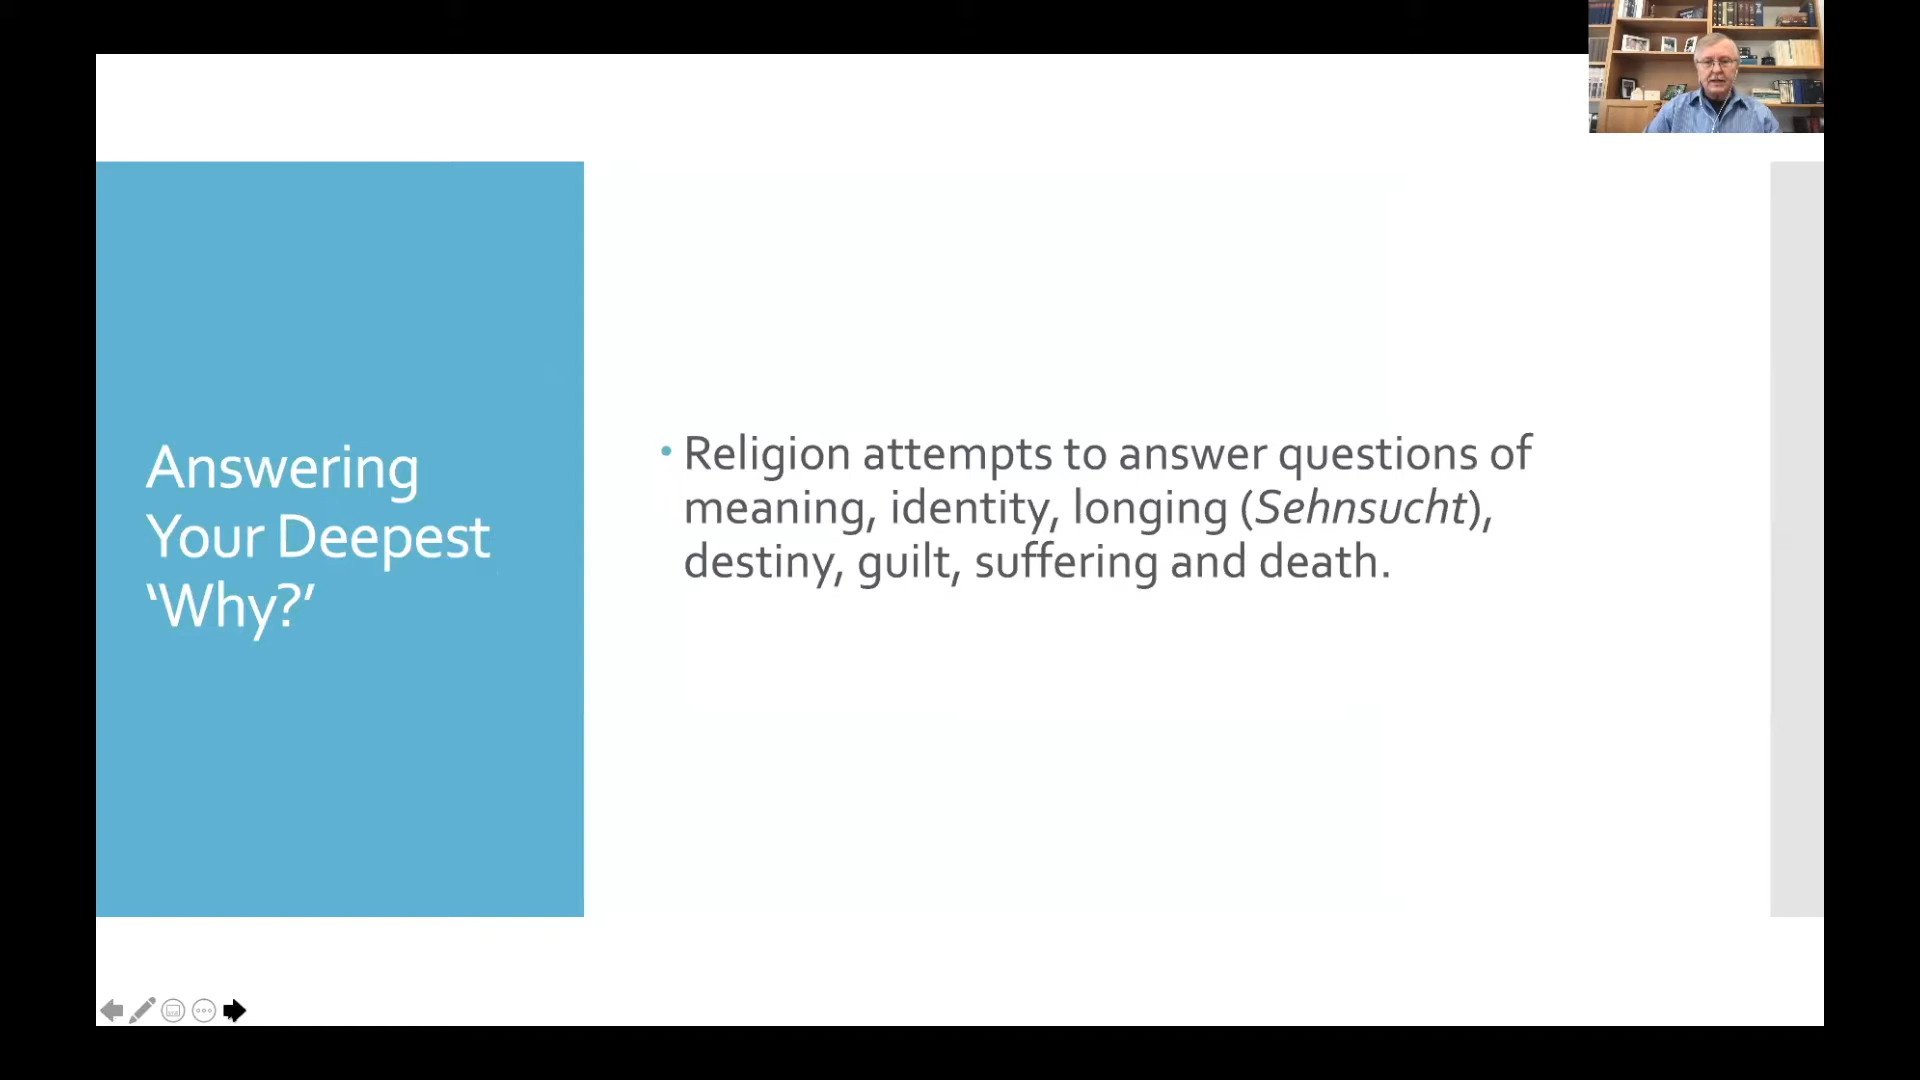 Answering
Your Deepest
‘Why?’
• Religion attempts to answer questions of
meaning, identity, longing (Sehnsucht),
destiny, guilt, suffering and death.